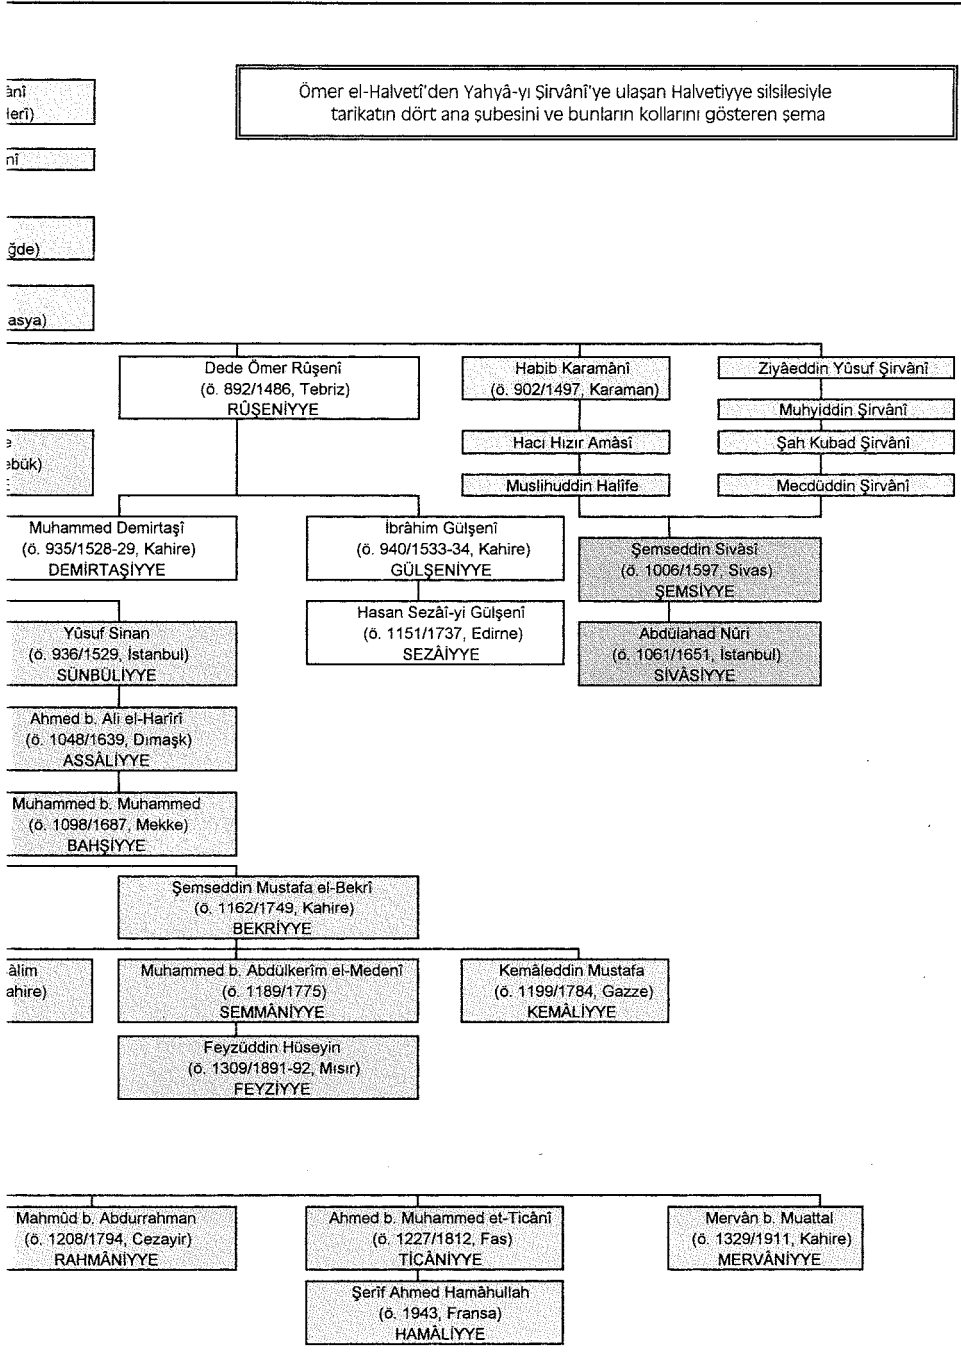 Ömer el-Halvetî'den Yahyâ-yı Şirvânî'ye ulaşan Halvetiyye silsilesiyle
tarikatın dört ana şubesini ve bunların kollarını gösteren şema
ânî
lerî)
nî
ğde)
asya)
Dede Ömer Rûşenî
(ö. 892/1486, Tebriz)
RÛŞENİYYE
Habib Karamânî
(ö. 902/1497, Karaman)
Ziyâeddin Yûsuf Şirvânî
Muhyiddin Şirvânî
e
ebük)
E
Hacı Hızır Amâsî
Şah Kubad Şirvânî
Muslihuddin Halîfe
Mecdüddin Şirvânî
Muhammed Demirtaşî
(ö. 935/1528-29, Kahire)
DEMİRTAŞİYYE
İbrâhim Gülşenî
(ö. 940/1533-34, Kahire)
GÜLŞENİYYE
Şemseddin Sivâsî
(ö. 1006/1597, Sivas)
ŞEMSİYYE
Hasan Sezâî-yi Gülşenî
(ö. 1151/1737, Edirne)
SEZÂİYYE
Yûsuf Sinan
(ö. 936/1529, İstanbul)
SÜNBÜLİYYE
Abdülahad Nûri
(ö. 1061/1651, İstanbul)
SİVÂSİYYE
Ahmed b. Ali el-Harîrî
(ö. 1048/1639, Dımaşk)
ASSÂLİYYE
Muhammed b. Muhammed
(ö. 1098/1687, Mekke)
BAHŞİYYE
Şemseddin Mustafa el-Bekrî
(ö. 1162/1749, Kahire)
BEKRİYYE
âlim
ahire)
Muhammed b. Abdülkerîm el-Medenî
(ö. 1189/1775)
SEMMÂNİYYE
Kemâleddin Mustafa
(ö. 1199/1784, Gazze)
KEMÂLİYYE
Feyzüddin Hüseyin
(ö. 1309/1891-92, Mısır)
FEYZİYYE
Mahmûd b. Abdurrahman
(ö. 1208/1794, Cezayir)
RAHMÂNİYYE
Ahmed b. Muhammed et-Ticânî
(ö. 1227/1812, Fas)
TİCÂNİYYE
Mervân b. Muattal
(ö. 1329/1911, Kahire)
MERVÂNİYYE
Şerîf Ahmed Hamâhullah
(ö. 1943, Fransa)
HAMÂLİYYE